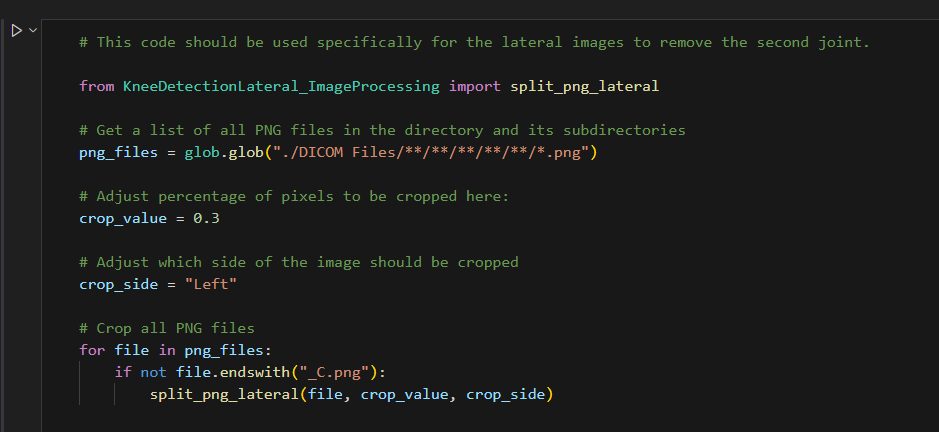 # This code should be used specifically for the lateral images to remove the second joint.
from KneeDetectionLateral_ImageProcessing import split_png_lateral
# Get a list of all PNG files in the directory and its subdirectories
png_files = glob.glob("./DICOM Files/**/**/**/**/**/*.png")
# Adjust percentage of pixels to be cropped here:
crop_value = 0.3
# Adjust which side of the image should be cropped
crop_side = "Left"
# Crop all PNG files
for file in png_files:
    if not file.endswith("_C.png"):
        split_png_lateral(file, crop_value, crop_side)